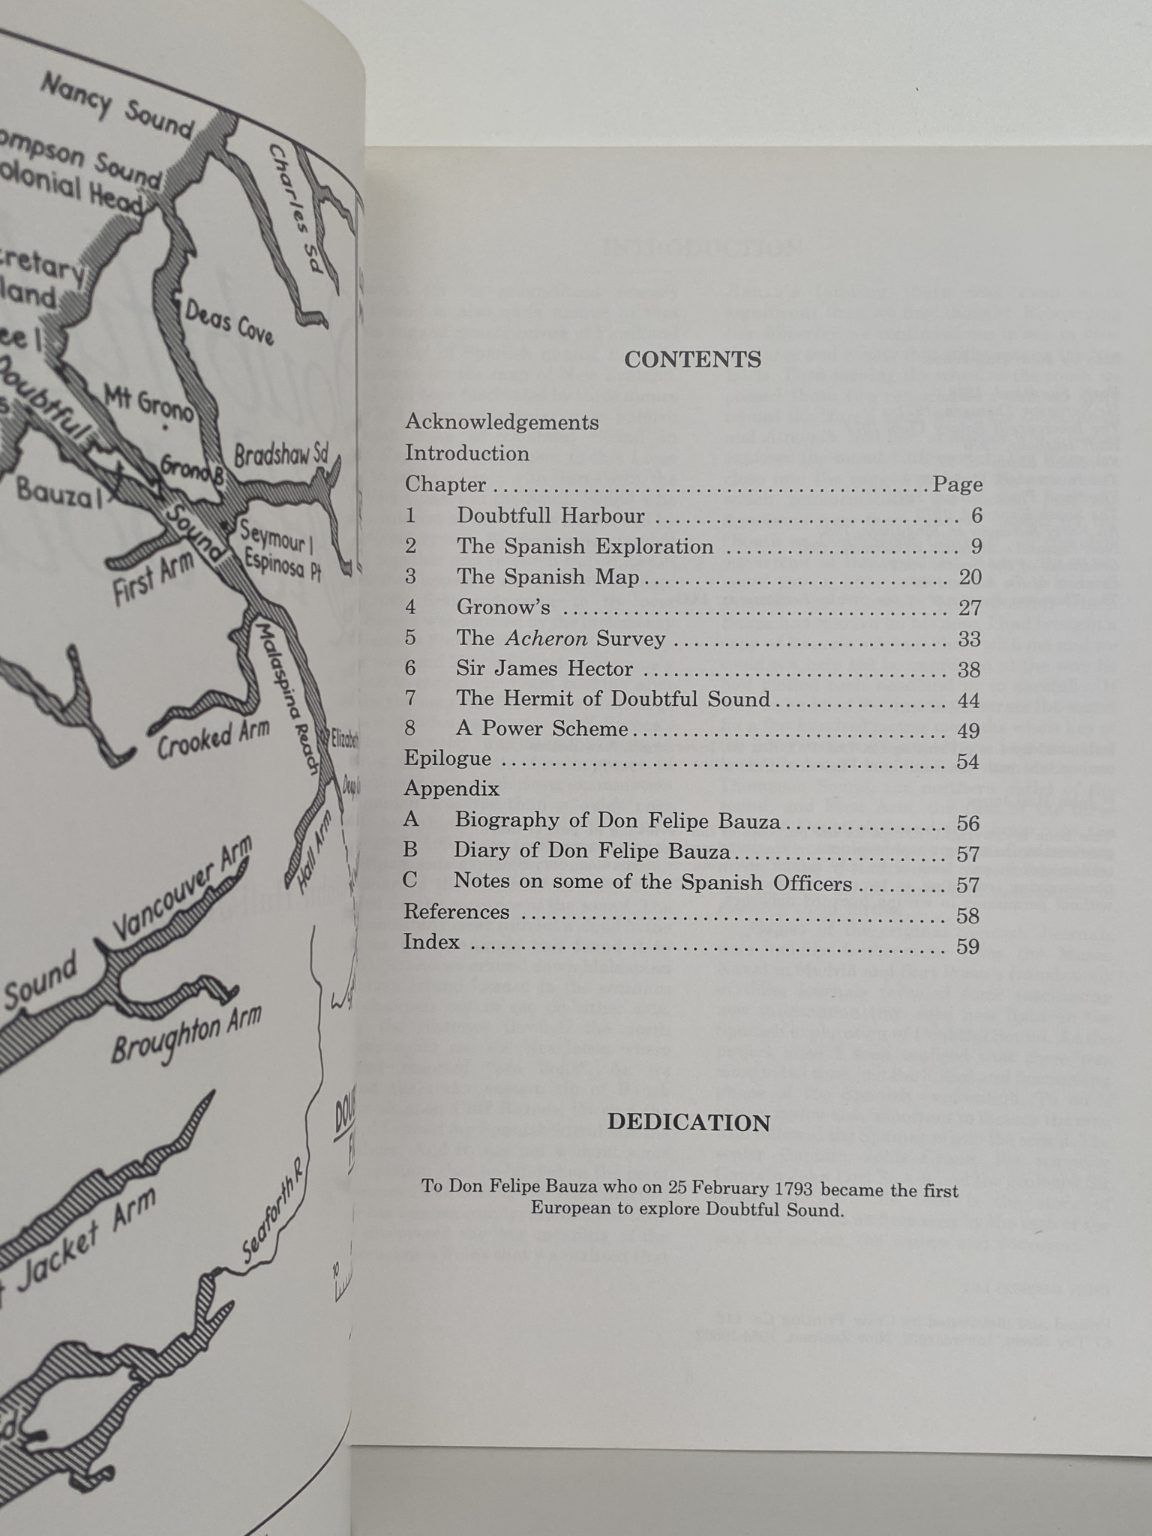 Nancy Sound
Charles Sd
Sound
Head
Deas Cove
Mt Grono
Doubtful
Grono B
Bradshaw Sd
Bauza I
Sound
Seymour I
Espinosa Pt
First Arm
Malaspina Reach
Crooked Arm
Hall Arm
Vancouver Arm
Sound
Broughton Arm
Jacket Arm
Seaforth R
CONTENTS
Acknowledgements
Introduction
Chapter ........................................ Page
1 Doubtfull Harbour ............................ 6
2 The Spanish Exploration ..................... 9
3 The Spanish Map ............................ 20
4 Gronow's ................................... 27
5 The Acheron Survey ......................... 33
6 Sir James Hector ........................... 38
7 The Hermit of Doubtful Sound ............... 44
8 A Power Scheme ............................. 49
Epilogue ..................................... 54
Appendix
A Biography of Don Felipe Bauza .............. 56
B Diary of Don Felipe Bauza .................. 57
C Notes on some of the Spanish Officers ...... 57
References ................................... 58
Index ........................................ 59
DEDICATION
To Don Felipe Bauza who on 25 February 1793 became the first
European to explore Doubtful Sound.